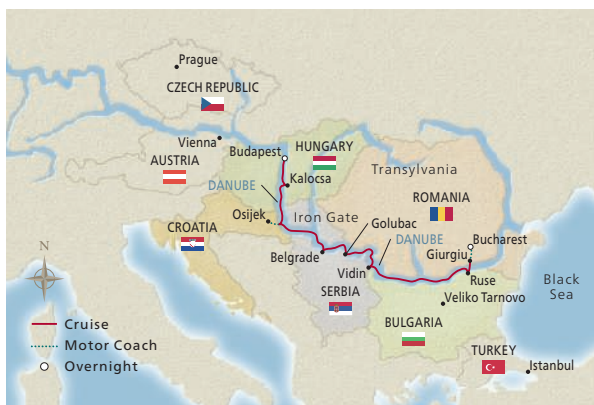 Prague
CZECH REPUBLIC
Vienna
AUSTRIA
Budapest
HUNGARY
Kalocsa
DANUBE
Transylvania
ROMANIA
Osijek
Iron Gate
Golubac
CROATIA
DANUBE
Bucharest
Giurgiu
Belgrade
Vidin
Ruse
SERBIA
Veliko Tarnovo
Black
Sea
BULGARIA
TURKEY
Istanbul
N
Cruise
Motor Coach
Overnight